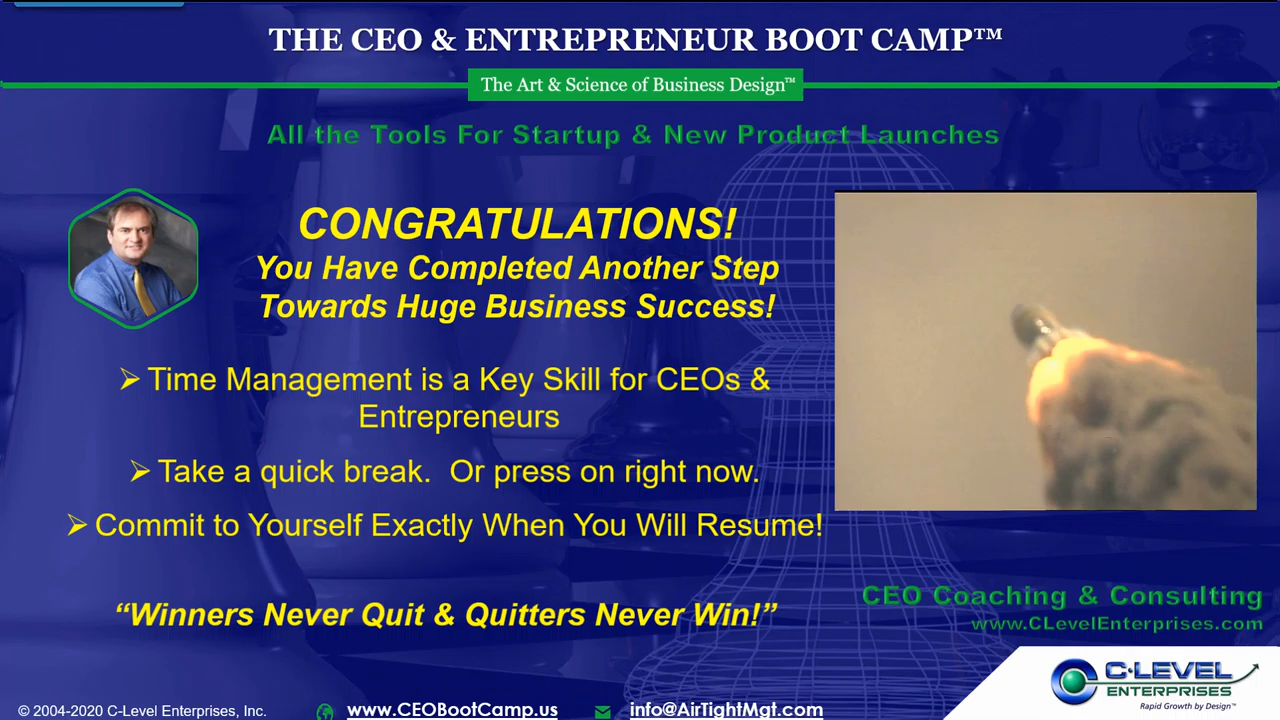 THE CEO & ENTREPRENEUR BOOT CAMP™
The Art & Science of Business Design™
All the Tools For Startup & New Product Launches
CONGRATULATIONS!
You Have Completed Another Step
Towards Huge Business Success!
➢ Time Management is a Key Skill for CEOs &
Entrepreneurs
➢ Take a quick break.  Or press on right now.
➢ Commit to Yourself Exactly When You Will Resume!
“Winners Never Quit & Quitters Never Win!”
CEO Coaching & Consulting
www.CLevelEnterprises.com
C-LEVEL
ENTERPRISES
Rapid Growth by Design™
© 2004-2020 C-Level Enterprises, Inc.
www.CEOBootCamp.us
info@AirTightMgt.com